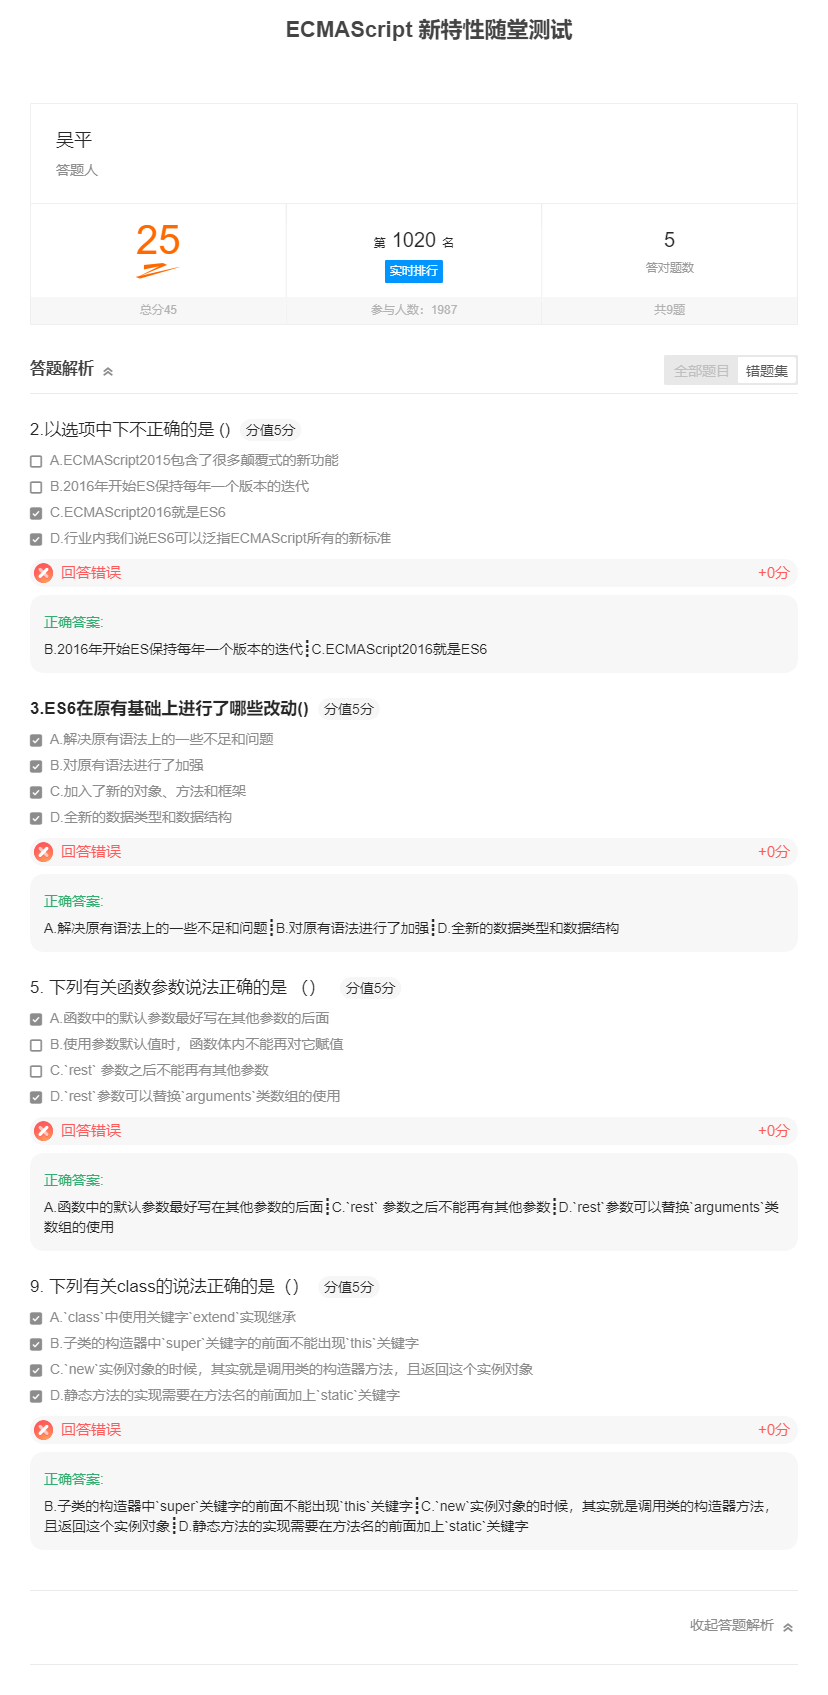 ECMAScript 新特性随堂测试
吴平
答题人
25
总分45
第 1020 名
实时排行
参与人数：1987
5
答对题数
共9题
答题解析
全部题目 错题集
2.以选项中下不正确的是 () 分值5分
A.ECMAScript2015包含了很多颠覆式的新功能
B.2016年开始ES保持每年一个版本的迭代
C.ECMAScript2016就是ES6
D.行业内我们说ES6可以泛指ECMAScript所有的新标准
回答错误 +0分
正确答案:
B.2016年开始ES保持每年一个版本的迭代┋C.ECMAScript2016就是ES6
3.ES6在原有基础上进行了哪些改动() 分值5分
A.解决原有语法上的一些不足和问题
B.对原有语法进行了加强
C.加入了新的对象、方法和框架
D.全新的数据类型和数据结构
回答错误 +0分
正确答案:
A.解决原有语法上的一些不足和问题┋B.对原有语法进行了加强┋D.全新的数据类型和数据结构
5. 下列有关函数参数说法正确的是 （） 分值5分
A.函数中的默认参数最好写在其他参数的后面
B.使用参数默认值时，函数体内不能再对它赋值
C.`rest` 参数之后不能再有其他参数
D.`rest`参数可以替换`arguments`类数组的使用
回答错误 +0分
正确答案:
A.函数中的默认参数最好写在其他参数的后面┋C.`rest` 参数之后不能再有其他参数┋D.`rest`参数可以替换`arguments`类
数组的使用
9. 下列有关class的说法正确的是（） 分值5分
A.`class`中使用关键字`extend`实现继承
B.子类的构造器中`super`关键字的前面不能出现`this`关键字
C.`new`实例对象的时候，其实就是调用类的构造器方法，且返回这个实例对象
D.静态方法的实现需要在方法名的前面加上`static`关键字
回答错误 +0分
正确答案:
B.子类的构造器中`super`关键字的前面不能出现`this`关键字┋C.`new`实例对象的时候，其实就是调用类的构造器方法，
且返回这个实例对象┋D.静态方法的实现需要在方法名的前面加上`static`关键字
收起答题解析